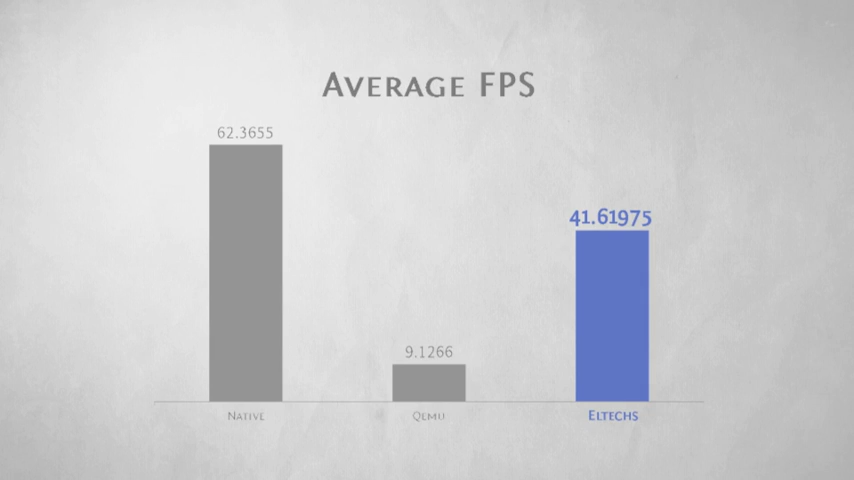 Average FPS
62.3655
41.61975
9.1266
Native
Qemu
Eltechs